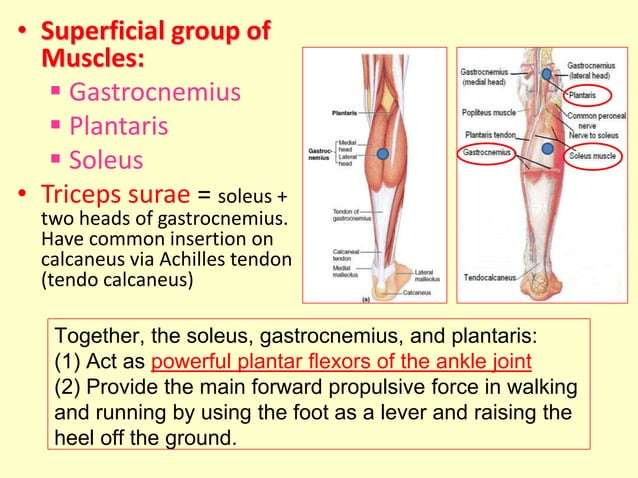 • Superficial group of
Muscles:
▪ Gastrocnemius
▪ Plantaris
▪ Soleus
• Triceps surae = soleus +
two heads of gastrocnemius.
Have common insertion on
calcaneus via Achilles tendon
(tendo calcaneus)
Plantaris
Gastroc-
nemius
Medial
head
Lateral
head
Tendon of
gastrocnemius
Calcaneal
tendon
Medial
malleolus
Lateral
malleolus
Calcaneus
(a)
Gastrocnemius
(medial head)
Gastrocnemius
(lateral head)
Plantaris
Popliteus muscle
Common peroneal
nerve
Nerve to soleus
Plantaris tendon
Gastrocnemius
Soleus muscle
Tendocalcaneus
Together, the soleus, gastrocnemius, and plantaris:
(1) Act as powerful plantar flexors of the ankle joint
(2) Provide the main forward propulsive force in walking
and running by using the foot as a lever and raising the
heel off the ground.